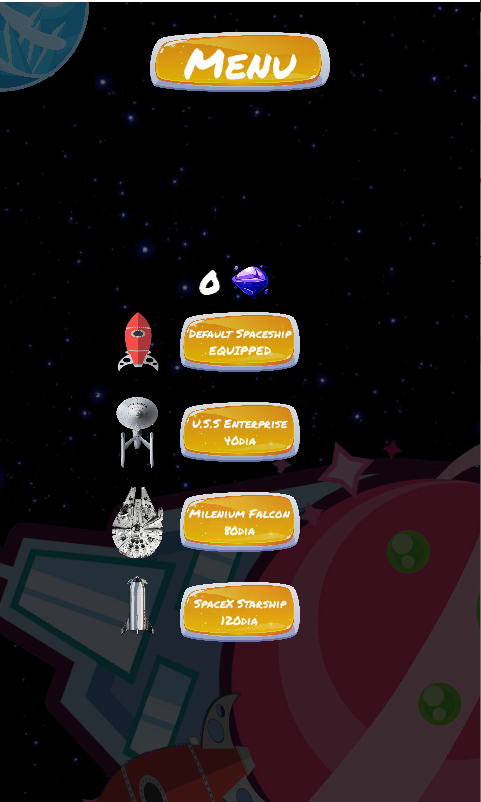 Menu
0
Default Spaceship
EQUIPPED
U.S.S Enterprise
40dia
Milenium Falcon
80dia
SpaceX Starship
120dia